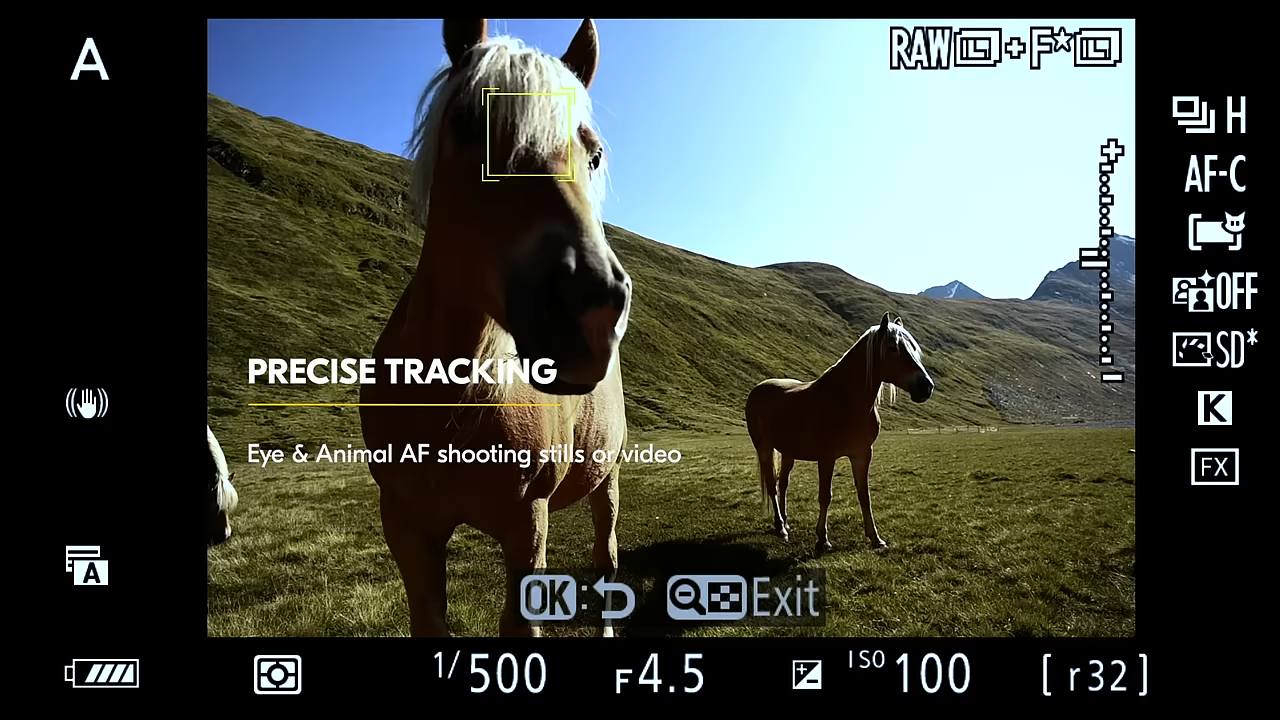 A
RAW L + F★ L
H
AF-C
OFF
SD*
K
FX
PRECISE TRACKING
Eye & Animal AF shooting stills or video
A
OK : Exit
1/500 F4.5 ISO 100 [ r32 ]